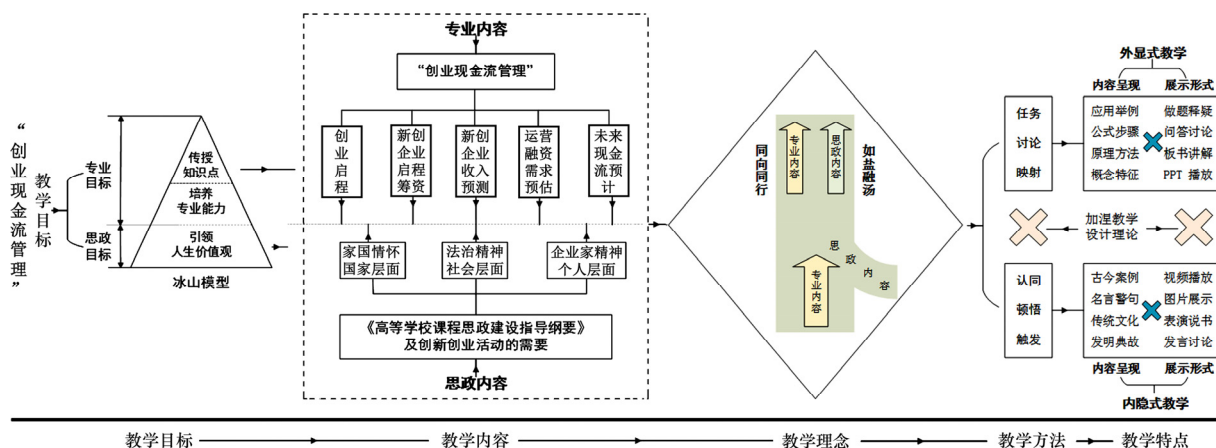 “创业现金流管理”
教学目标
专业
目标
思政
目标
传授
知识点
培养
专业能力
引领
人生价值观
冰山模型
专业内容
“创业现金流管理”
创业启程
新创企业启程筹资
新创企业收入预测
运营融资需求预估
未来现金流预计
家国情怀
国家层面
法治精神
社会层面
企业家精神
个人层面
《高等学校课程思政建设指导纲要》
及创新创业活动的需要
思政内容
同向同行
专业内容
思政内容
如盐融汤
专业内容
思政内容
任务
讨论
映射
外显式教学
内容呈现 展示形式
应用举例 做题释疑
公式步骤 问答讨论
原理方法 板书讲解
概念特征 PPT 播放
加涅教学
设计理论
认同
顿悟
触发
古今案例 视频播放
名言警句 图片展示
传统文化 表演说书
发明典故 发言讨论
内容呈现 展示形式
内隐式教学
教学目标 教学内容 教学理念 教学方法 教学特点